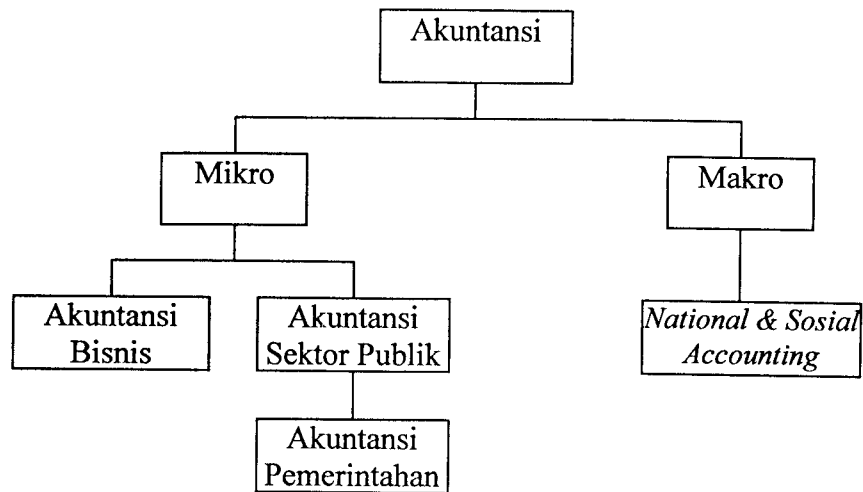 Akuntansi
Mikro
Makro
Akuntansi
Bisnis
Akuntansi
Sektor Publik
National & Sosial
Accounting
Akuntansi
Pemerintahan